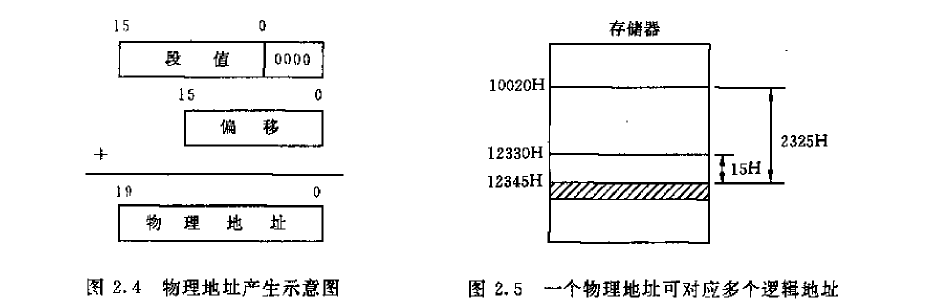 15 0
段 值 0000
15 0
偏 移
+
19 0
物 理 地 址
图 2.4 物理地址产生示意图
存储器
10020H
12330H
12345H
2325H
15H
图 2.5 一个物理地址可对应多个逻辑地址